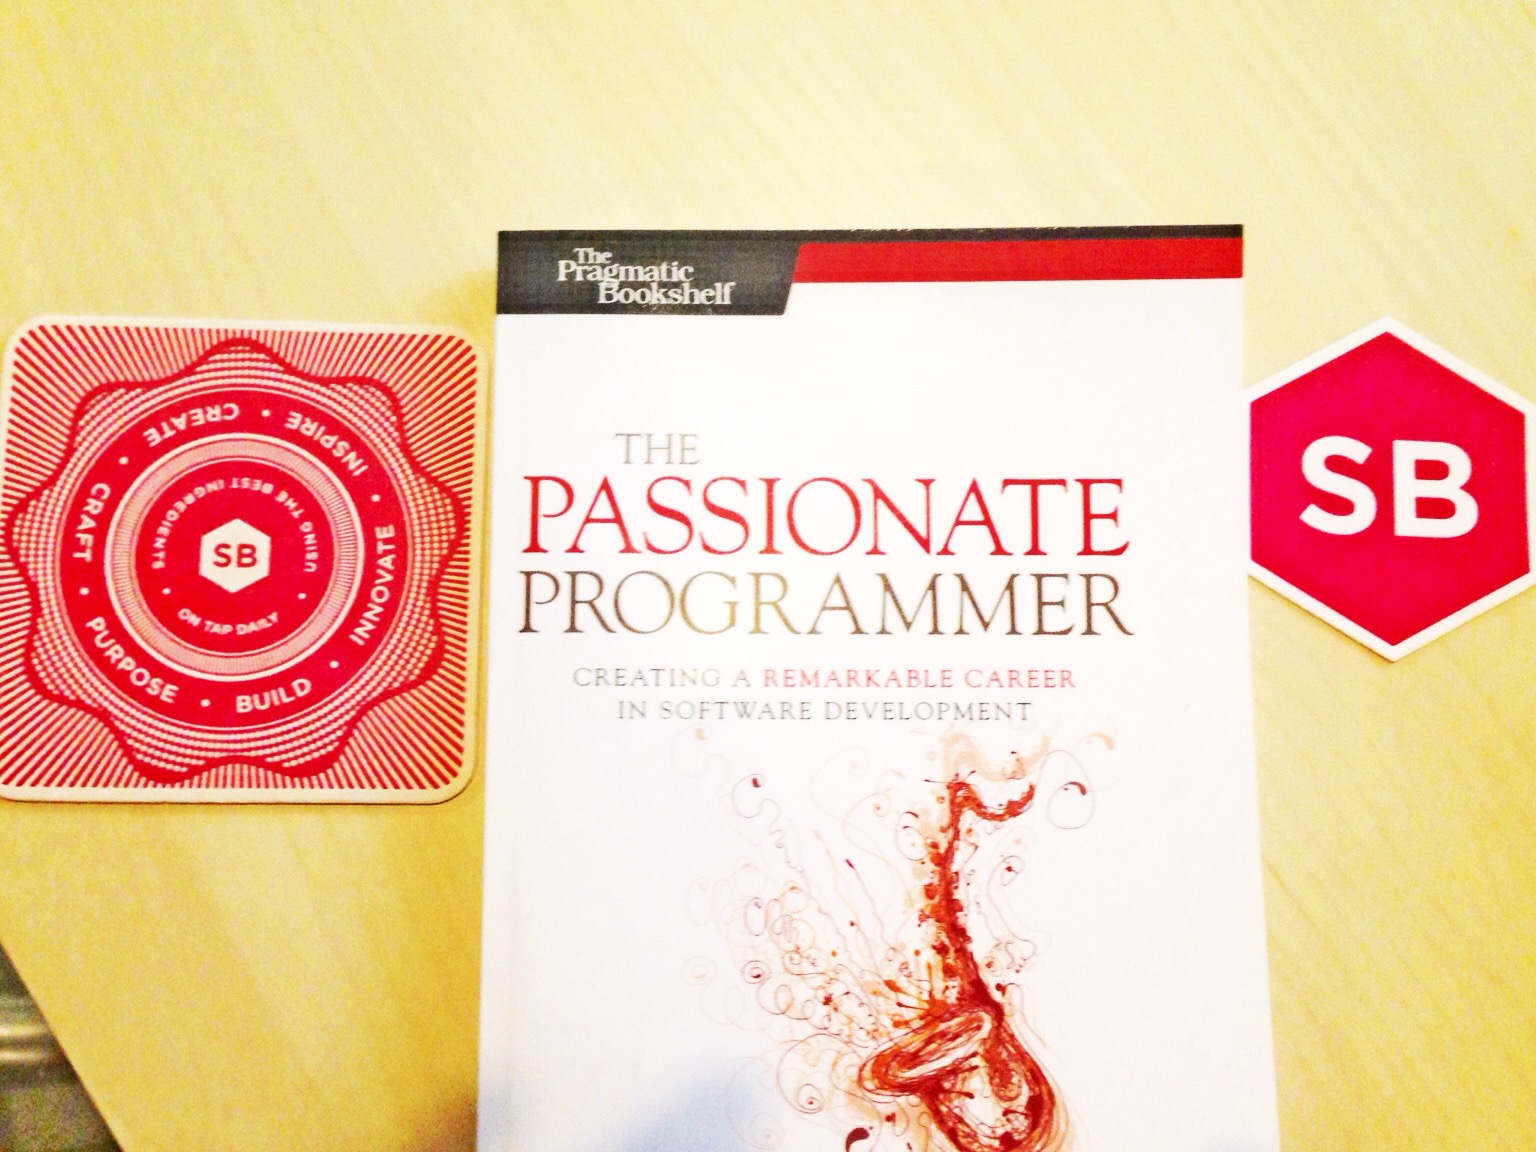 The
Pragmatic
Bookshelf
THE
PASSIONATE
PROGRAMMER
CREATING A REMARKABLE CAREER
IN SOFTWARE DEVELOPMENT
CREATE • INSPIRE • INNOVATE • BUILD • PURPOSE • CRAFT •
USING THE BEST INGREDIENTS • ON TAP DAILY •
SB
SB